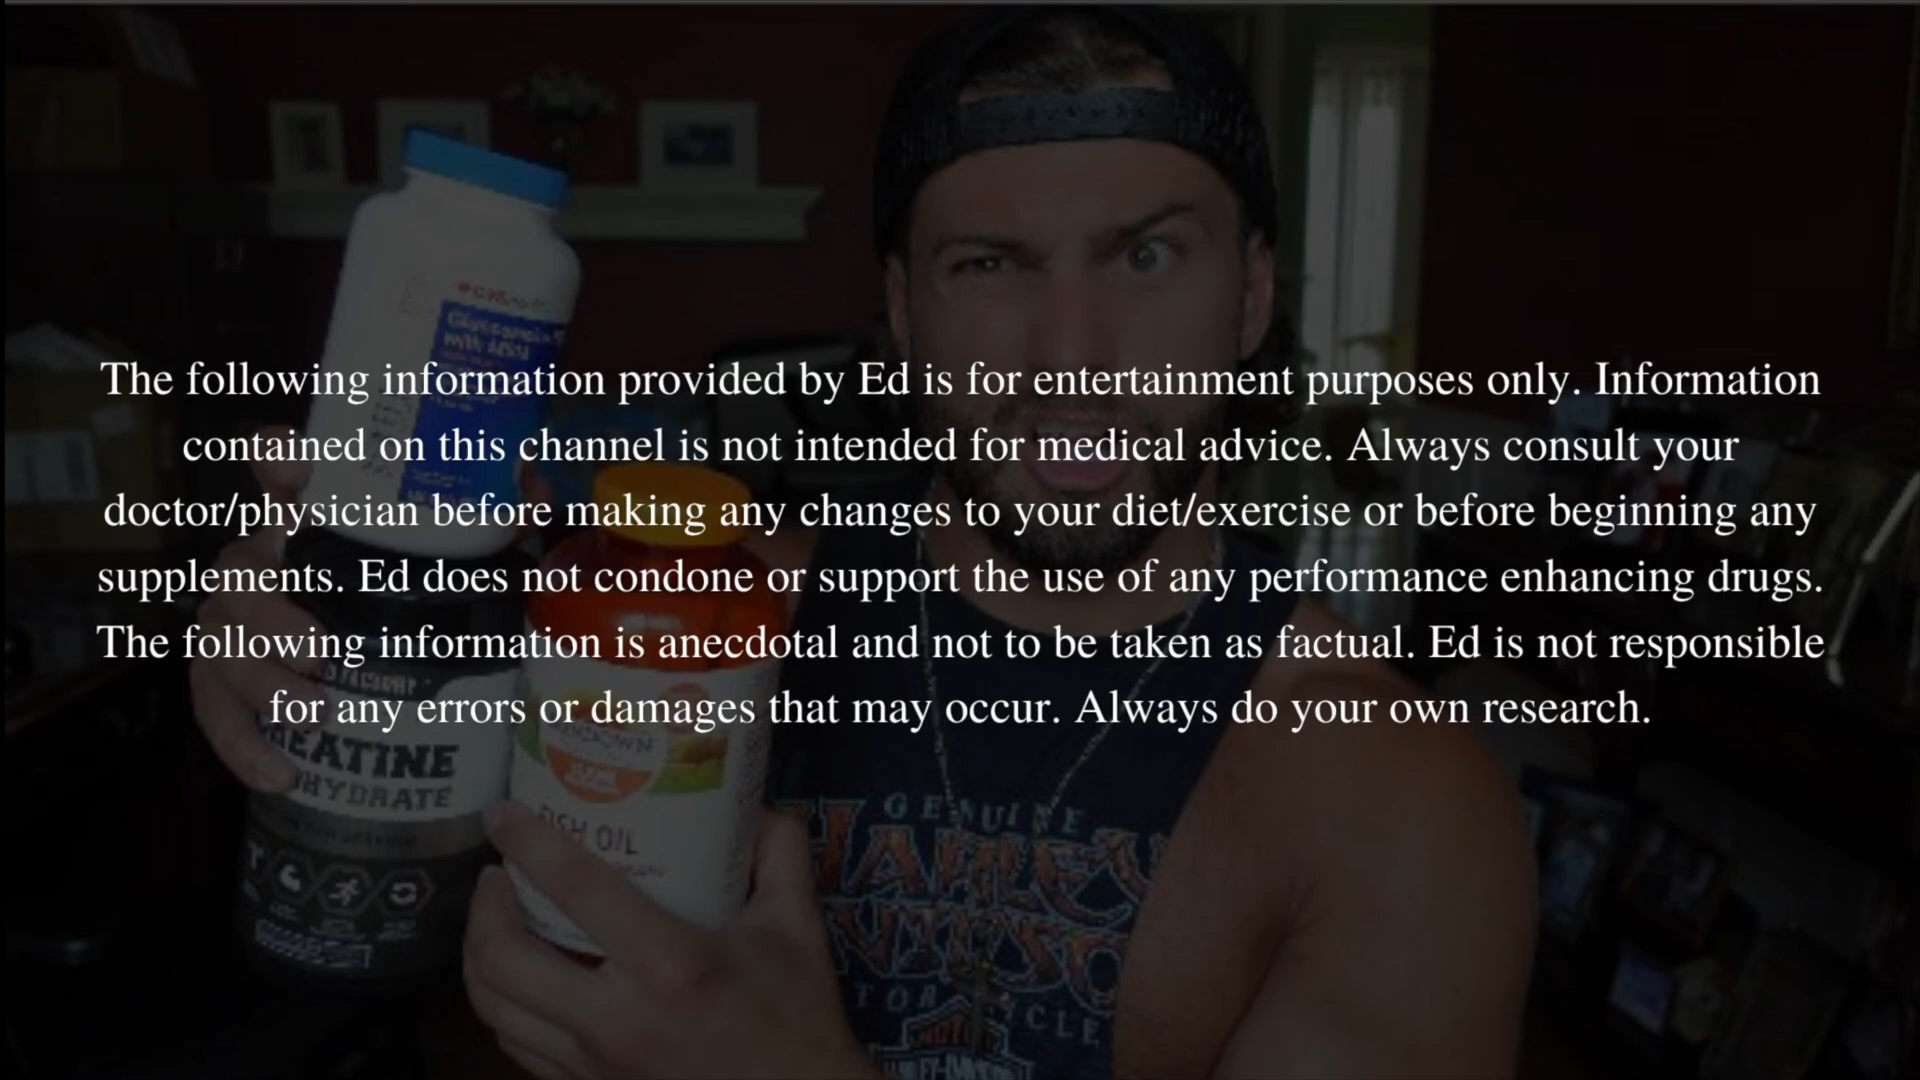 The following information provided by Ed is for entertainment purposes only. Information
contained on this channel is not intended for medical advice. Always consult your
doctor/physician before making any changes to your diet/exercise or before beginning any
supplements. Ed does not condone or support the use of any performance enhancing drugs.
The following information is anecdotal and not to be taken as factual. Ed is not responsible
for any errors or damages that may occur. Always do your own research.
with MSM
FISH OIL
GENUINE